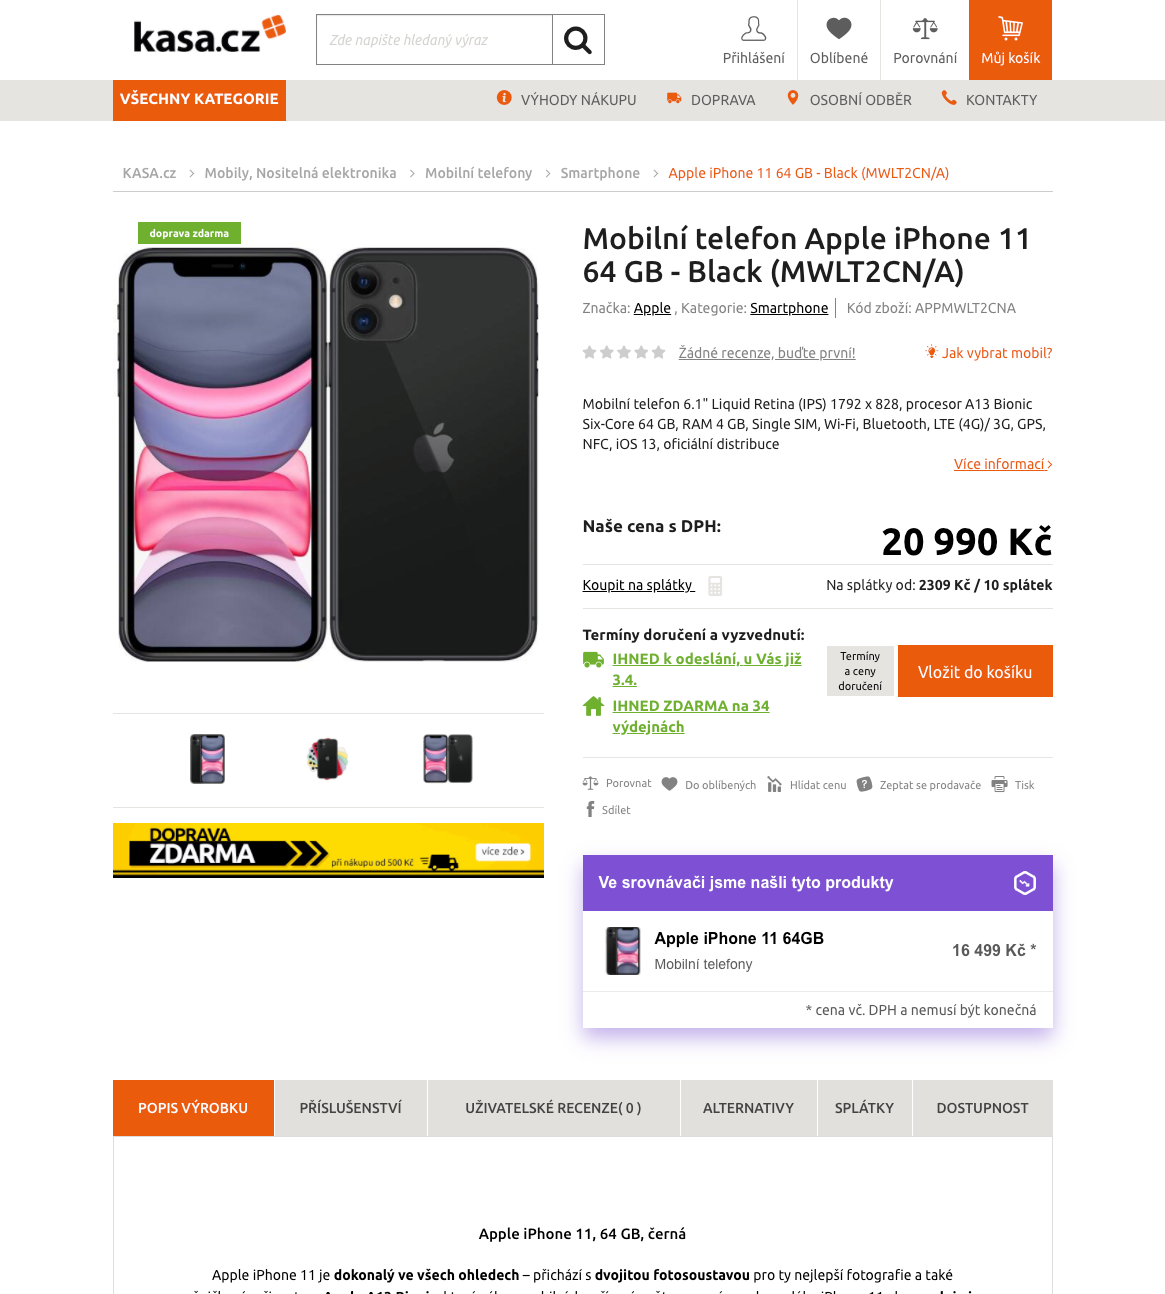 kasa.cz
Zde napište hledaný výraz
Přihlášení
Oblíbené
Porovnání
Můj košík
VŠECHNY KATEGORIE
VÝHODY NÁKUPU
DOPRAVA
OSOBNÍ ODBĚR
KONTAKTY
KASA.cz > Mobily, Nositelná elektronika > Mobilní telefony > Smartphone > Apple iPhone 11 64 GB - Black (MWLT2CN/A)
doprava zdarma
Mobilní telefon Apple iPhone 11
64 GB - Black (MWLT2CN/A)
Značka: Apple , Kategorie: Smartphone | Kód zboží: APPMWLT2CNA
Žádné recenze, buďte první!
Jak vybrat mobil?
Mobilní telefon 6.1" Liquid Retina (IPS) 1792 x 828, procesor A13 Bionic
Six-Core 64 GB, RAM 4 GB, Single SIM, Wi-Fi, Bluetooth, LTE (4G)/ 3G, GPS,
NFC, iOS 13, oficiální distribuce
Více informací >
Naše cena s DPH:
20 990 Kč
Koupit na splátky
Na splátky od: 2309 Kč / 10 splátek
Termíny doručení a vyzvednutí:
IHNED k odeslání, u Vás již
3.4.
IHNED ZDARMA na 34
výdejnách
Termíny
a ceny
doručení
Vložit do košíku
Porovnat
Do oblíbených
Hlídat cenu
Zeptat se prodavače
Tisk
Sdílet
DOPRAVA
ZDARMA
při nákupu od 500 Kč
více zde >
Ve srovnávači jsme našli tyto produkty
Apple iPhone 11 64GB
Mobilní telefony
16 499 Kč *
* cena vč. DPH a nemusí být konečná
POPIS VÝROBKU
PŘÍSLUŠENSTVÍ
UŽIVATELSKÉ RECENZE( 0 )
ALTERNATIVY
SPLÁTKY
DOSTUPNOST
Apple iPhone 11, 64 GB, černá
Apple iPhone 11 je dokonalý ve všech ohledech – přichází s dvojitou fotosoustavou pro ty nejlepší fotografie a také